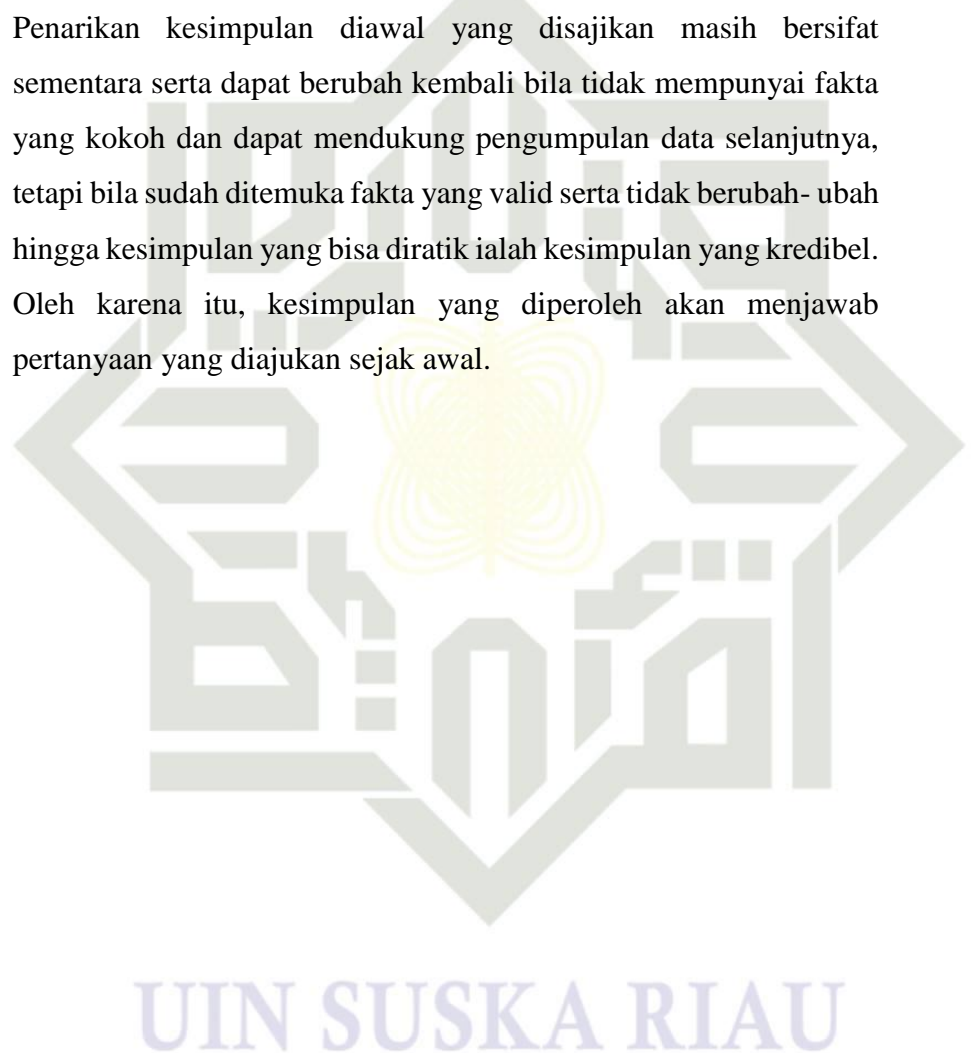 Penarikan kesimpulan diawal yang disajikan masih bersifat
sementara serta dapat berubah kembali bila tidak mempunyai fakta
yang kokoh dan dapat mendukung pengumpulan data selanjutnya,
tetapi bila sudah ditemuka fakta yang valid serta tidak berubah- ubah
hingga kesimpulan yang bisa diratik ialah kesimpulan yang kredibel.
Oleh karena itu, kesimpulan yang diperoleh akan menjawab
pertanyaan yang diajukan sejak awal.
UIN SUSKA RIAU